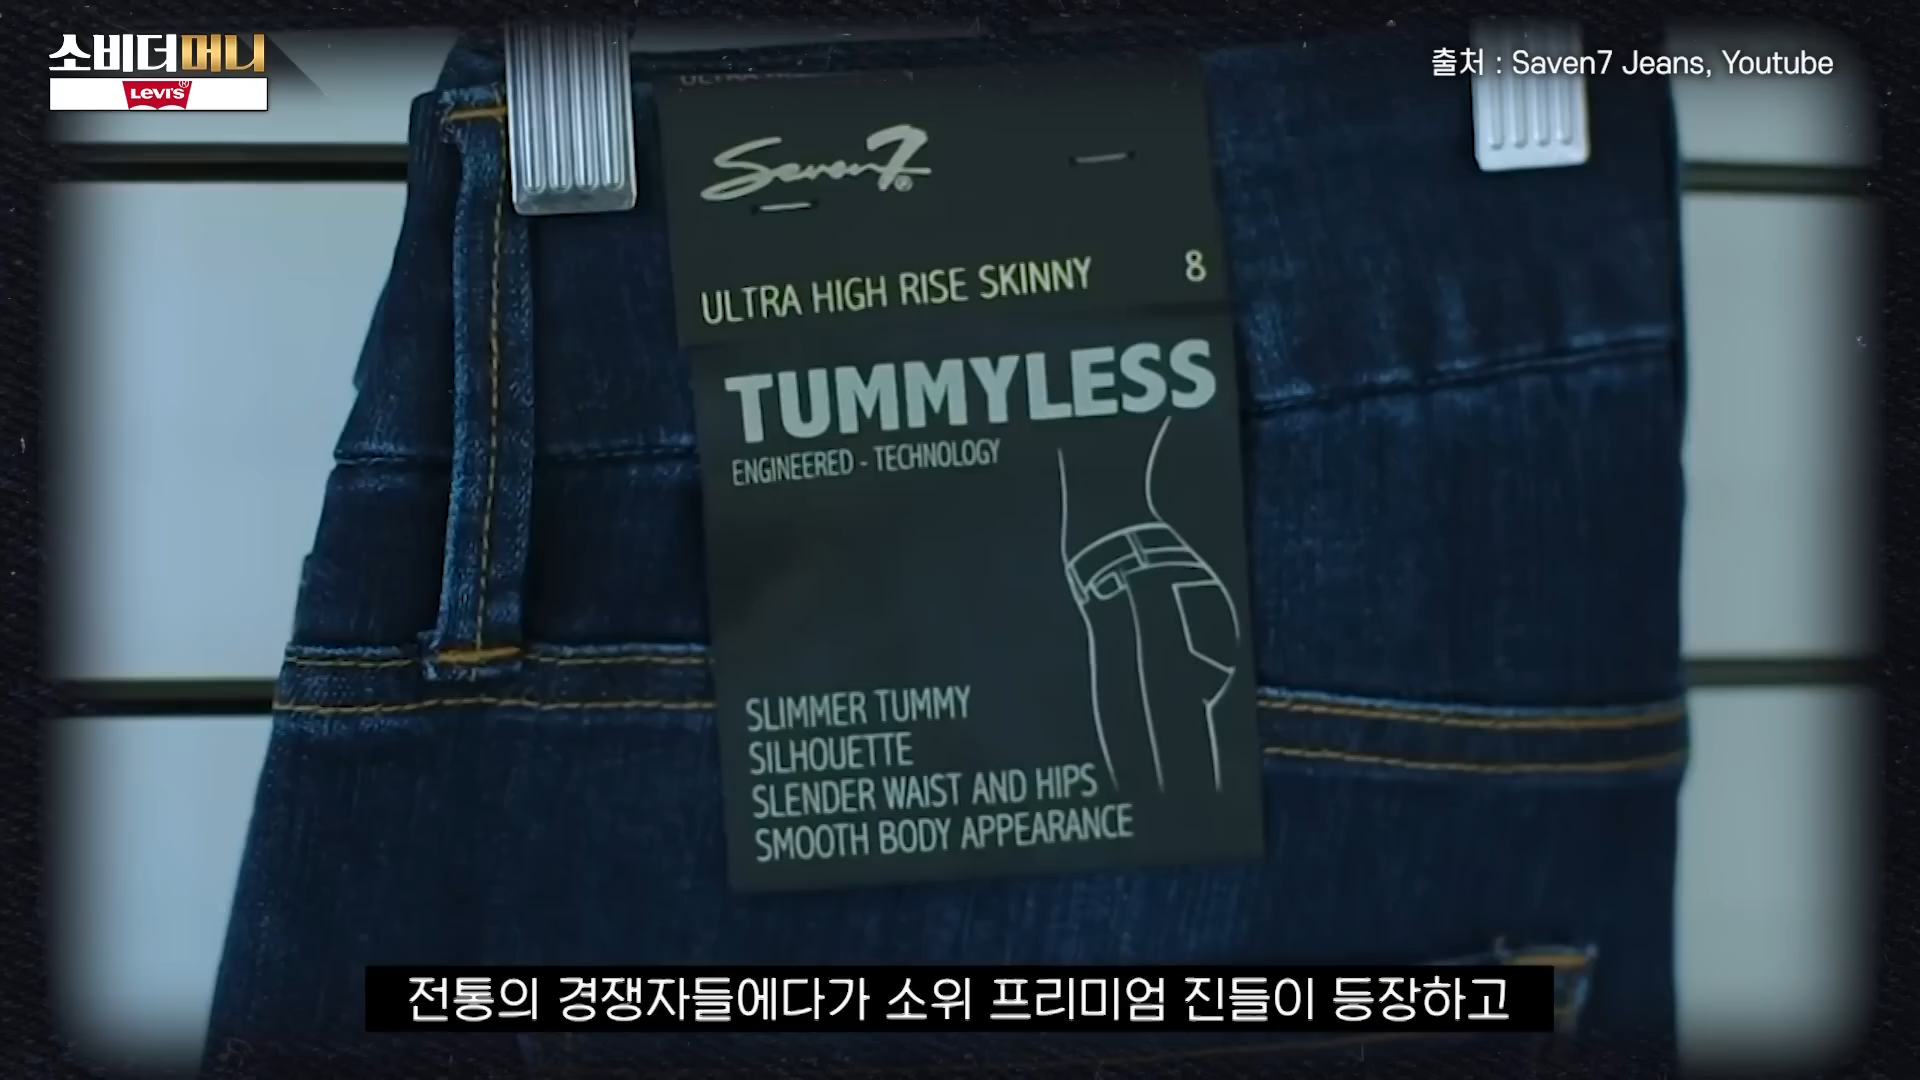 소비더머니
LEVI'S
출처 : Saven7 Jeans, Youtube
Seven7
ULTRA HIGH RISE SKINNY 8
TUMMYLESS
ENGINEERED - TECHNOLOGY
SLIMMER TUMMY
SILHOUETTE
SLENDER WAIST AND HIPS
SMOOTH BODY APPEARANCE
전통의 경쟁자들에다가 소위 프리미엄 진들이 등장하고